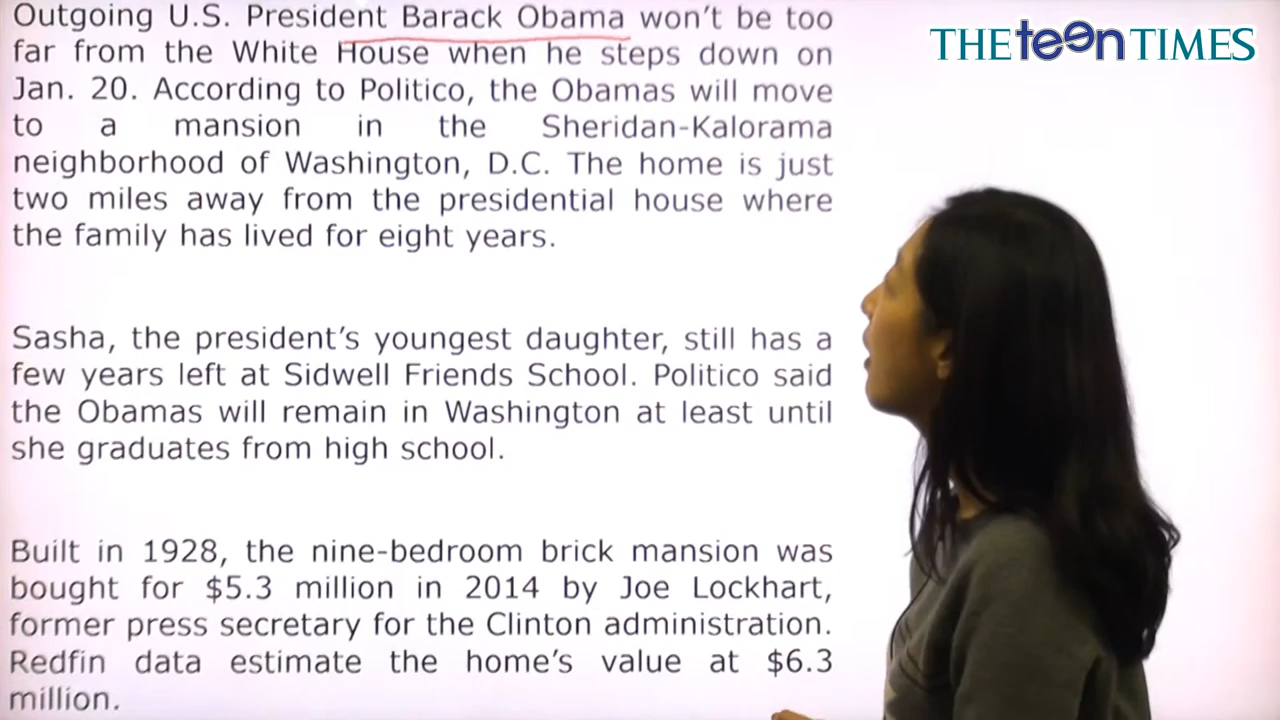 Outgoing U.S. President Barack Obama won't be too
far from the White House when he steps down on
Jan. 20. According to Politico, the Obamas will move
to a mansion in the Sheridan-Kalorama
neighborhood of Washington, D.C. The home is just
two miles away from the presidential house where
the family has lived for eight years.
Sasha, the president's youngest daughter, still has a
few years left at Sidwell Friends School. Politico said
the Obamas will remain in Washington at least until
she graduates from high school.
Built in 1928, the nine-bedroom brick mansion was
bought for $5.3 million in 2014 by Joe Lockhart,
former press secretary for the Clinton administration.
Redfin data estimate the home's value at $6.3
million.
THE teen TIMES